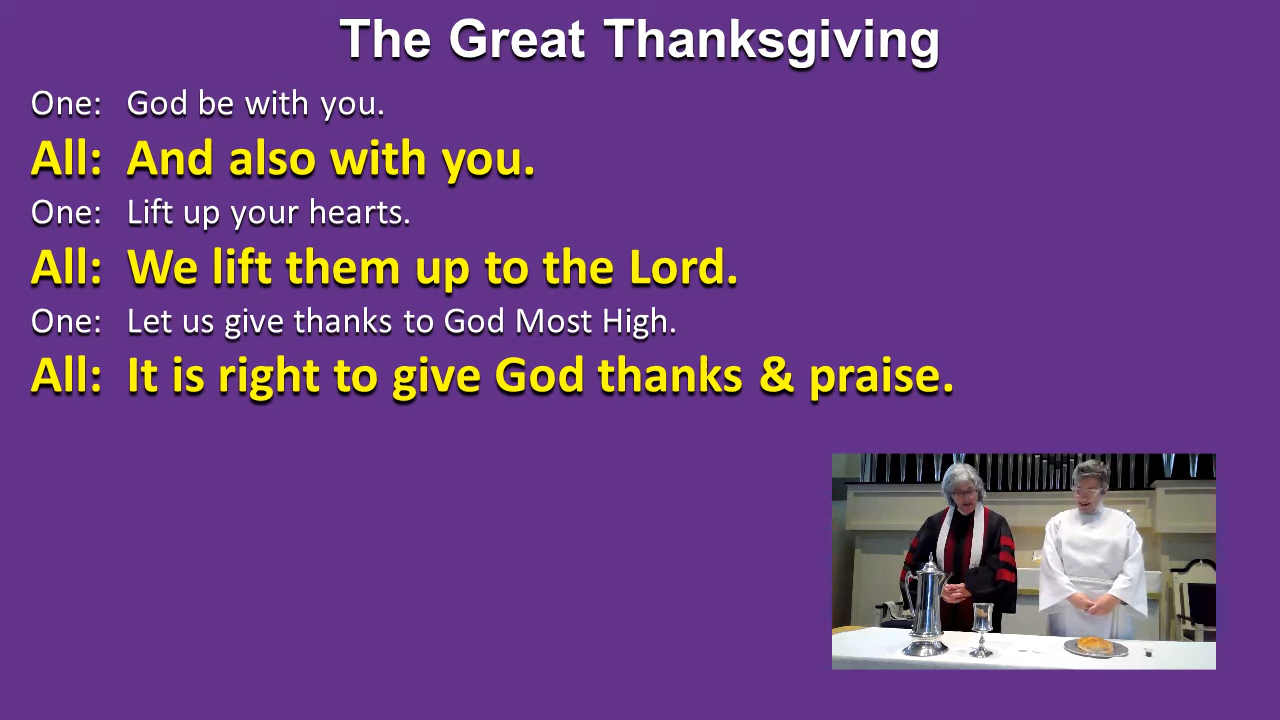 The Great Thanksgiving
One: God be with you.
All: And also with you.
One: Lift up your hearts.
All: We lift them up to the Lord.
One: Let us give thanks to God Most High.
All: It is right to give God thanks & praise.